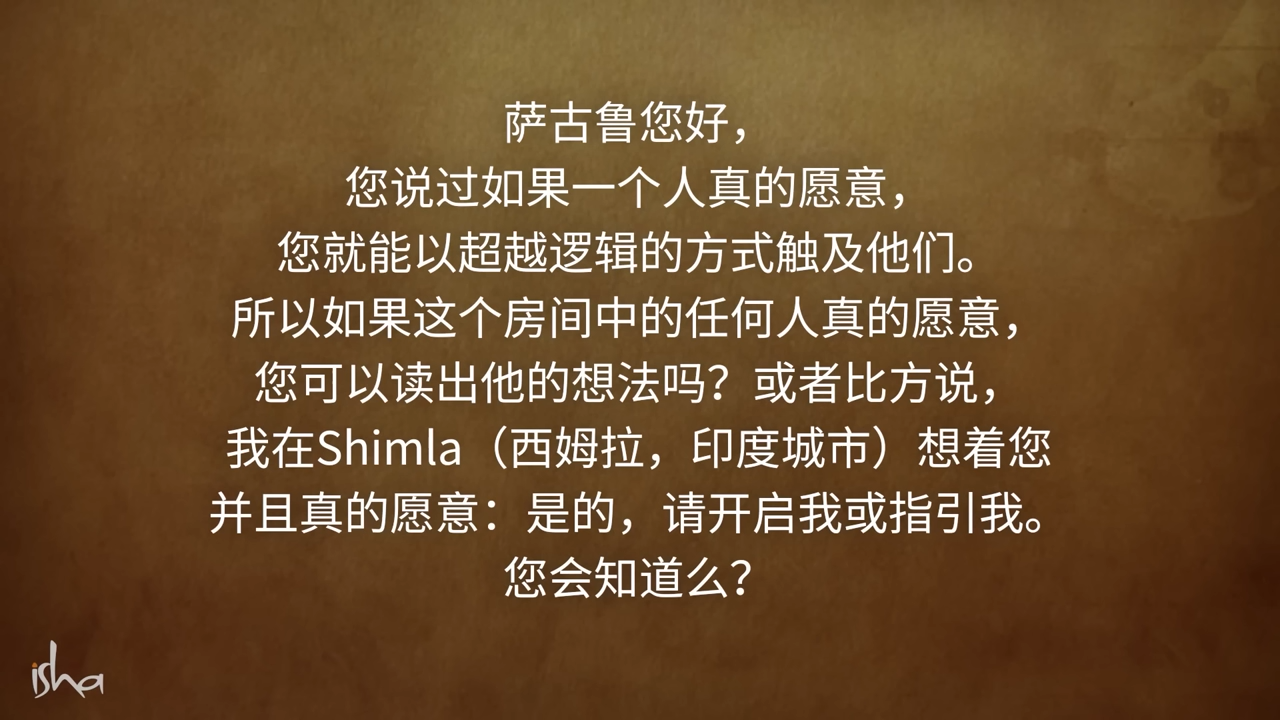 萨古鲁您好，
您说过如果一个人真的愿意，
您就能以超越逻辑的方式触及他们。
所以如果这个房间中的任何人真的愿意，
您可以读出他的想法吗？或者比方说，
我在Shimla（西姆拉，印度城市）想着您
并且真的愿意：是的，请开启我或指引我。
您会知道么？
isha